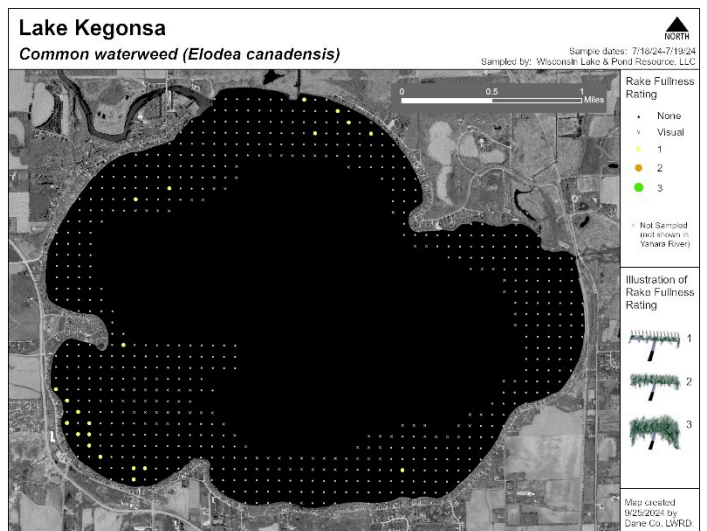 Lake Kegonsa
Common waterweed (Elodea canadensis)
NORTH
Sample dates: 7/18/24-7/19/24
Sampled by: Wisconsin Lake & Pond Resource, LLC
0 0.5 1
Miles
Rake Fullness
Rating
None
Visual
1
2
3
Not Sampled
(not shown in
Yahara River)
Illustration of
Rake Fullness
Rating
1
2
3
Map created
9/25/2024 by
Dane Co. LWRD.